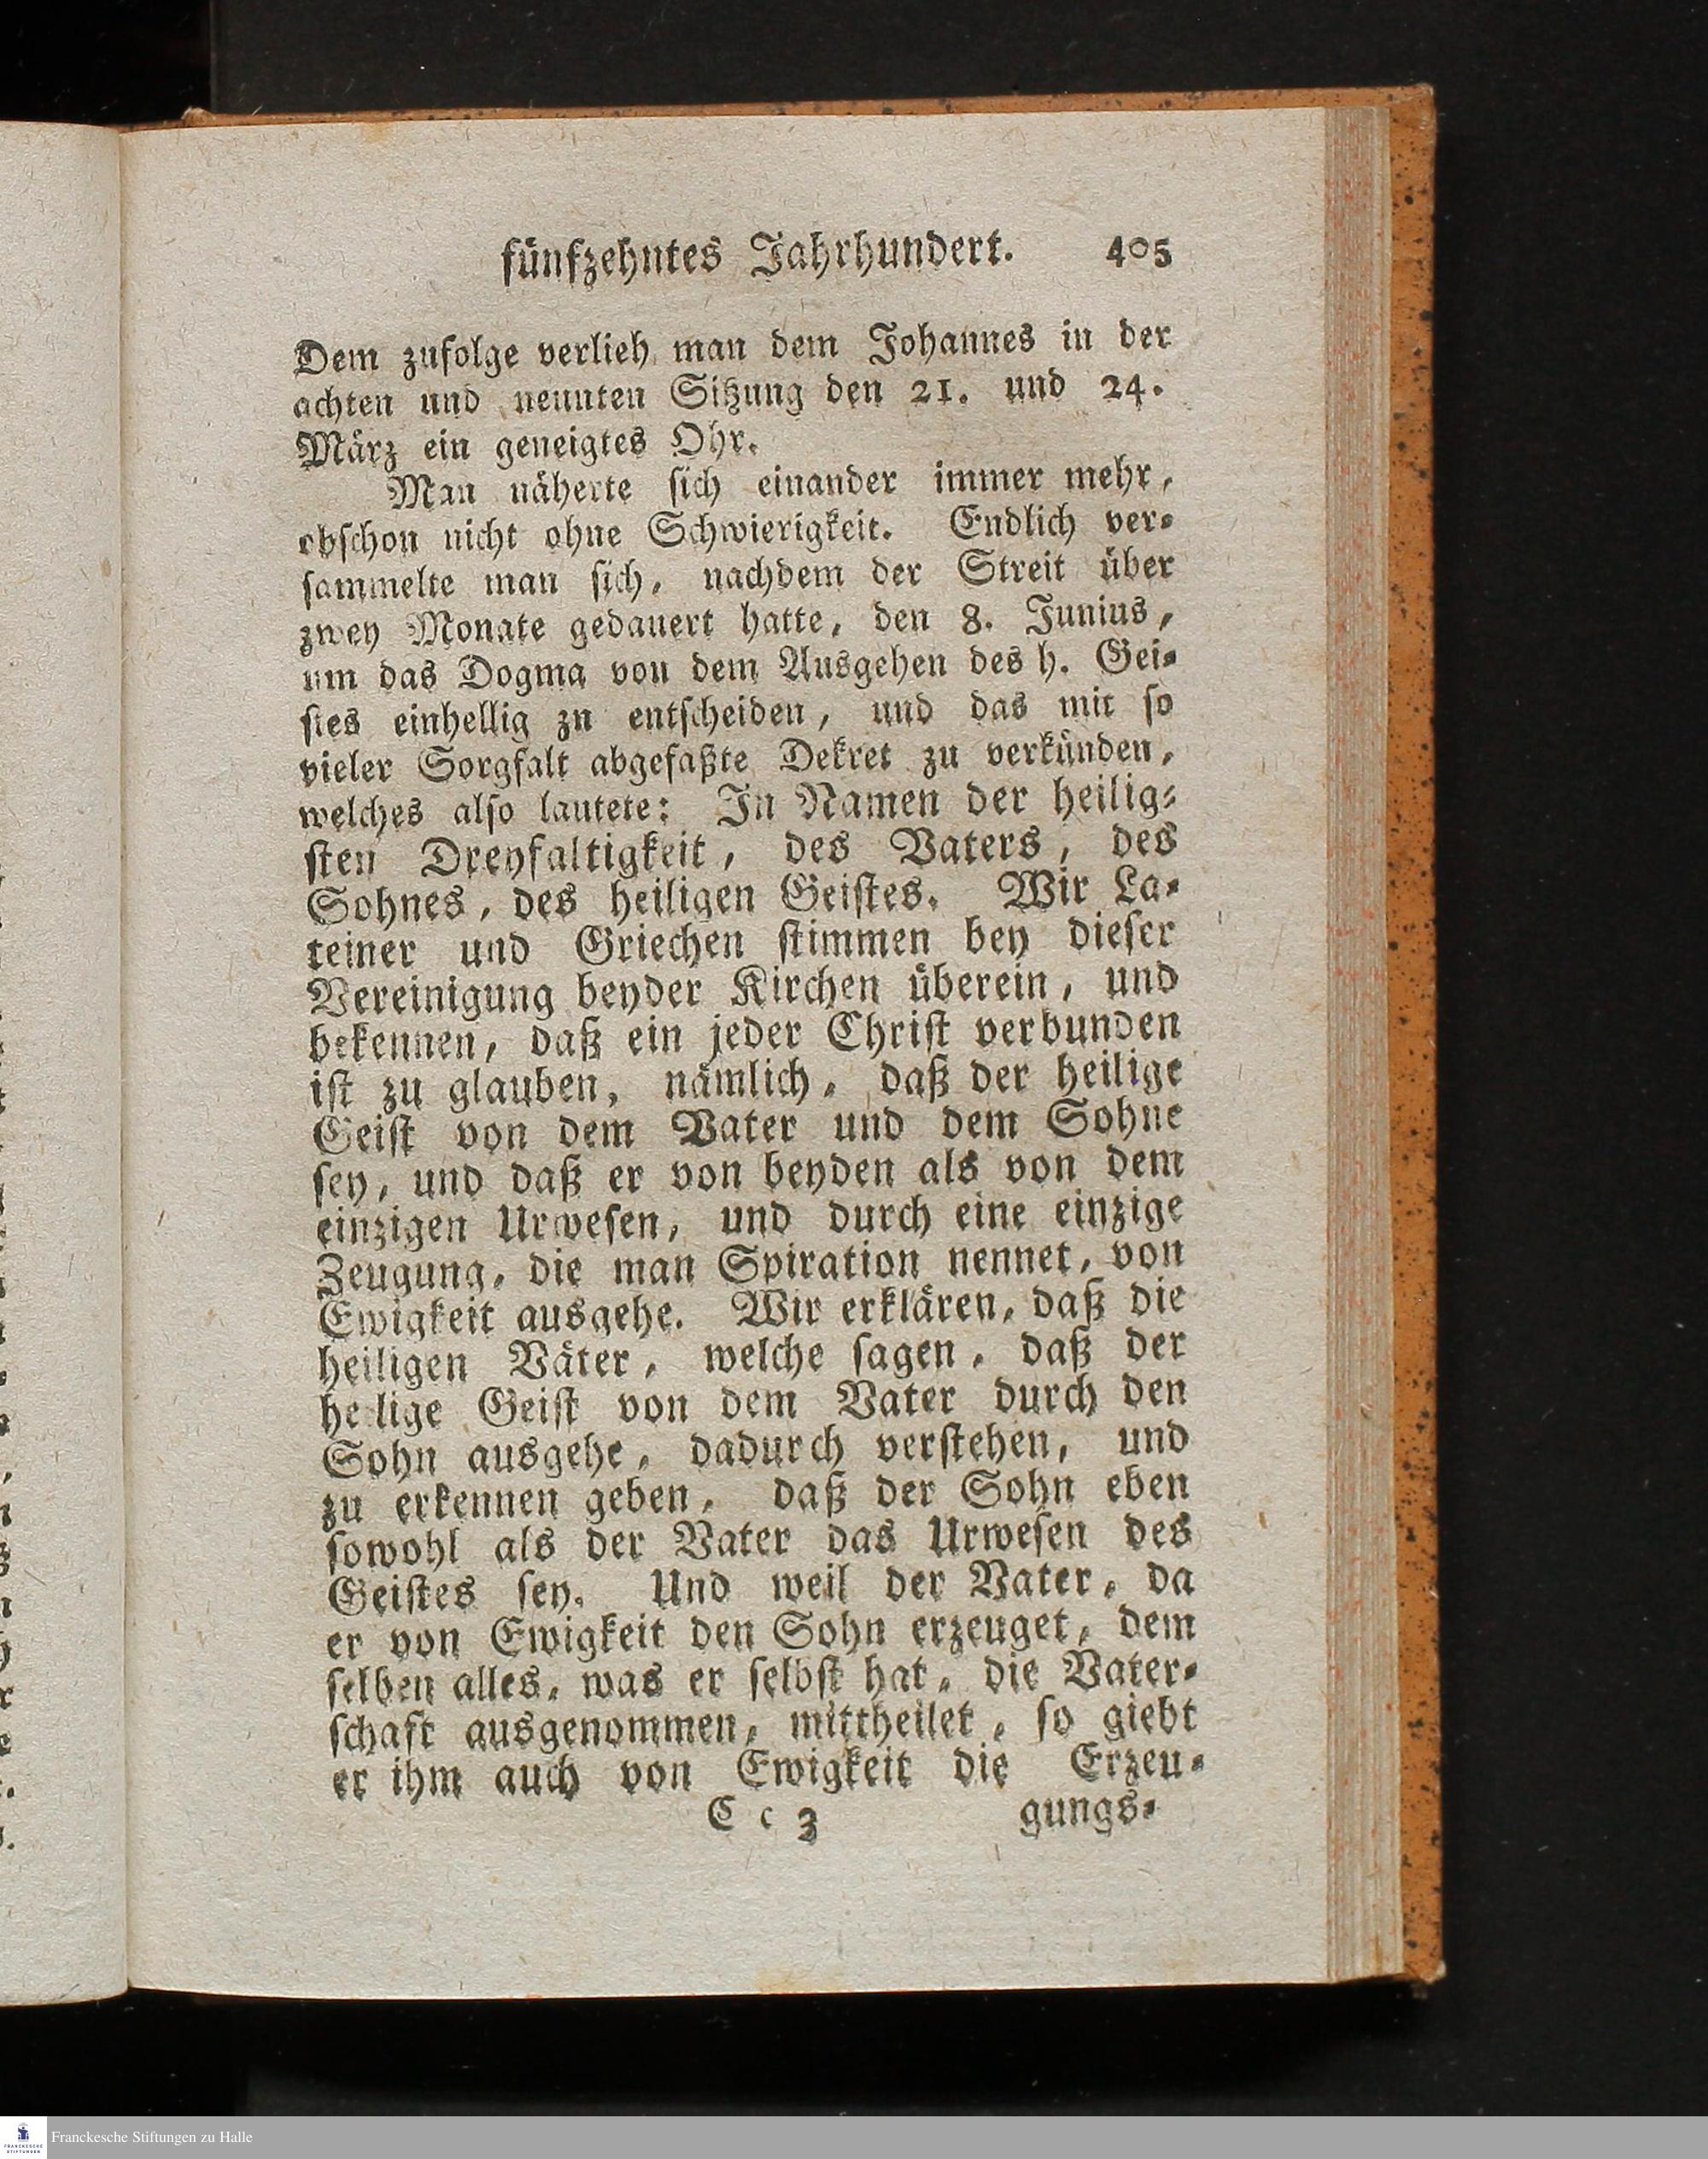 fünfzehntes Jahrhundert. 405
Dem zufolge verlieh man dem Johannes in der
achten und neunten Sitzung den 21. und 24.
März ein geneigtes Ohr.
Man näherte sich einander immer mehr,
obschon nicht ohne Schwierigkeit. Endlich ver-
sammelte man sich, nachdem der Streit über
zwey Monate gedauert hatte, den 8. Junius,
um das Dogma von dem Ausgehen des h. Gei-
stes einhellig zu entscheiden, und das mit so
vieler Sorgfalt abgefaßte Dekret zu verkünden,
welches also lautete: In Namen der heilig-
sten Dreyfaltigkeit, des Vaters, des
Sohnes, des heiligen Geistes. Wir La-
teiner und Griechen stimmen bey dieser
Vereinigung beyder Kirchen überein, und
bekennen, daß ein jeder Christ verbunden
ist zu glauben, nämlich, daß der heilige
Geist von dem Vater und dem Sohne
sey, und daß er von beyden als von dem
einzigen Urwesen, und durch eine einzige
Zeugung, die man Spiration nennet, von
Ewigkeit ausgehe. Wir erklären, daß die
heiligen Väter, welche sagen, daß der
heilige Geist von dem Vater durch den
Sohn ausgehe, dadurch verstehen, und
zu erkennen geben, daß der Sohn eben
sowohl als der Vater das Urwesen des
Geistes sey. Und weil der Vater, da
er von Ewigkeit den Sohn erzeuget, dem
selben alles, was er selbst hat, die Vater-
schaft ausgenommen, mittheilet, so giebt
er ihm auch von Ewigkeit die Erzeu-
C c 3 gungs-
Franckesche Stiftungen zu Halle